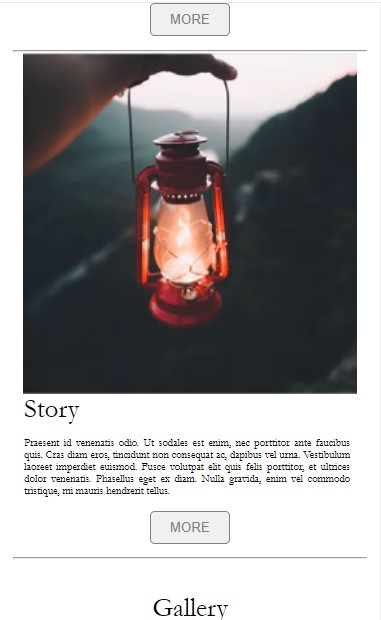 MORE
Story
Praesent id venenatis odio. Ut sodales est enim, nec porttitor ante faucibus
quis. Cras diam eros, tincidunt non consequat ac, dapibus vel urna. Vestibulum
laoreet imperdiet euismod. Fusce volutpat elit quis felis porttitor, et ultrices
dolor venenatis. Phasellus eget ex diam. Nulla gravida, enim vel commodo
tristique, mi mauris hendrerit tellus.
MORE
Gallery